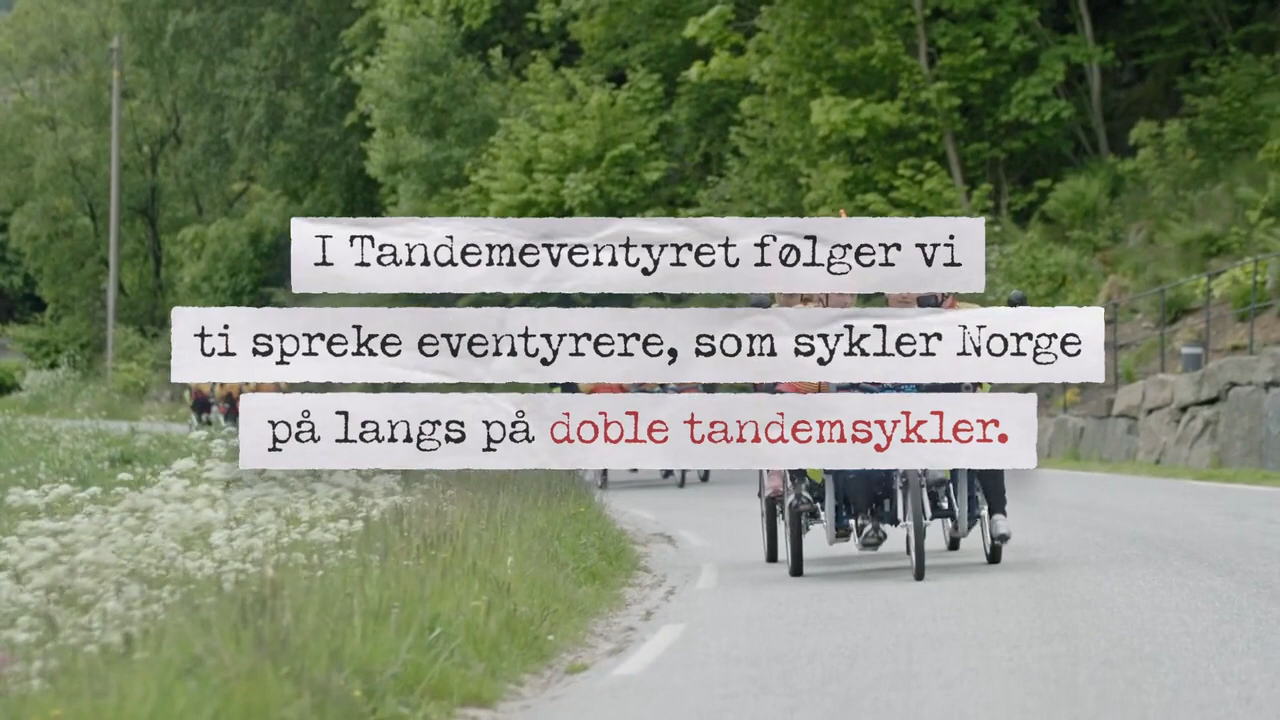 I Tandemeventyret følger vi
ti spreke eventyrere, som sykler Norge
på langs på doble tandemsykler.